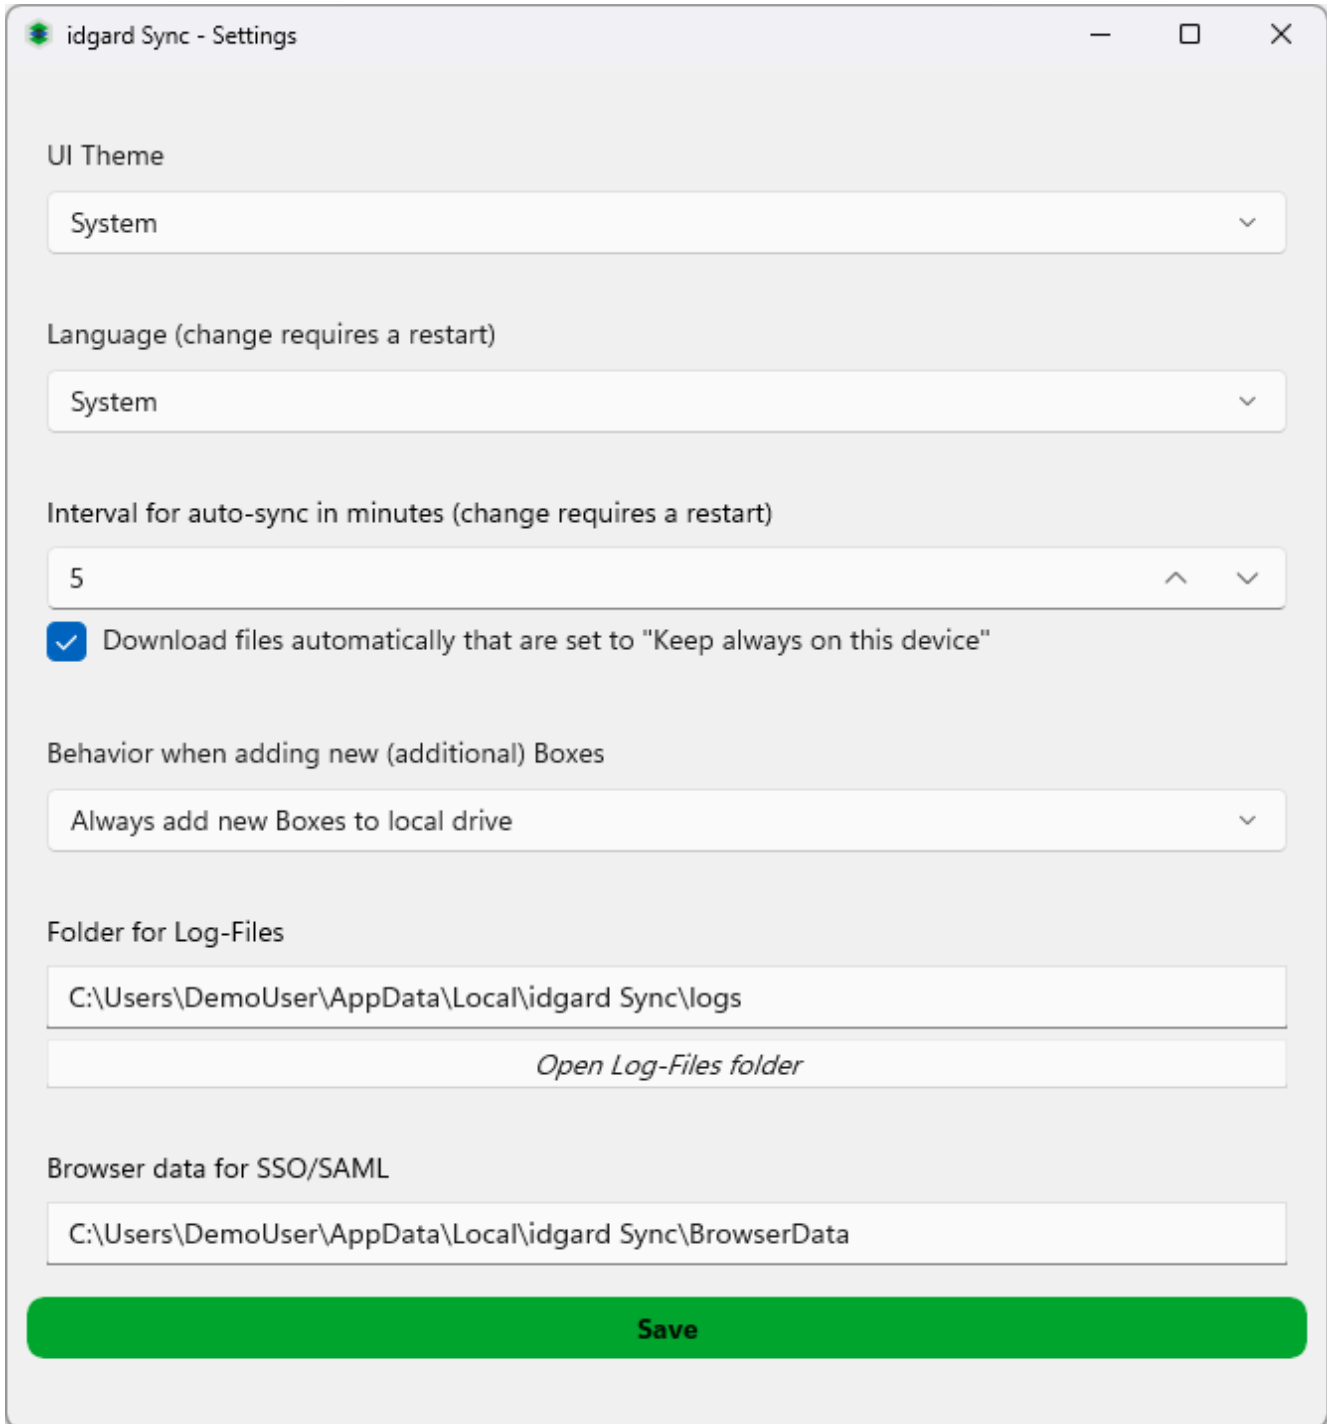 idgard Sync - Settings
UI Theme
System
Language (change requires a restart)
System
Interval for auto-sync in minutes (change requires a restart)
5
Download files automatically that are set to "Keep always on this device"
Behavior when adding new (additional) Boxes
Always add new Boxes to local drive
Folder for Log-Files
C:\Users\DemoUser\AppData\Local\idgard Sync\logs
Open Log-Files folder
Browser data for SSO/SAML
C:\Users\DemoUser\AppData\Local\idgard Sync\BrowserData
Save